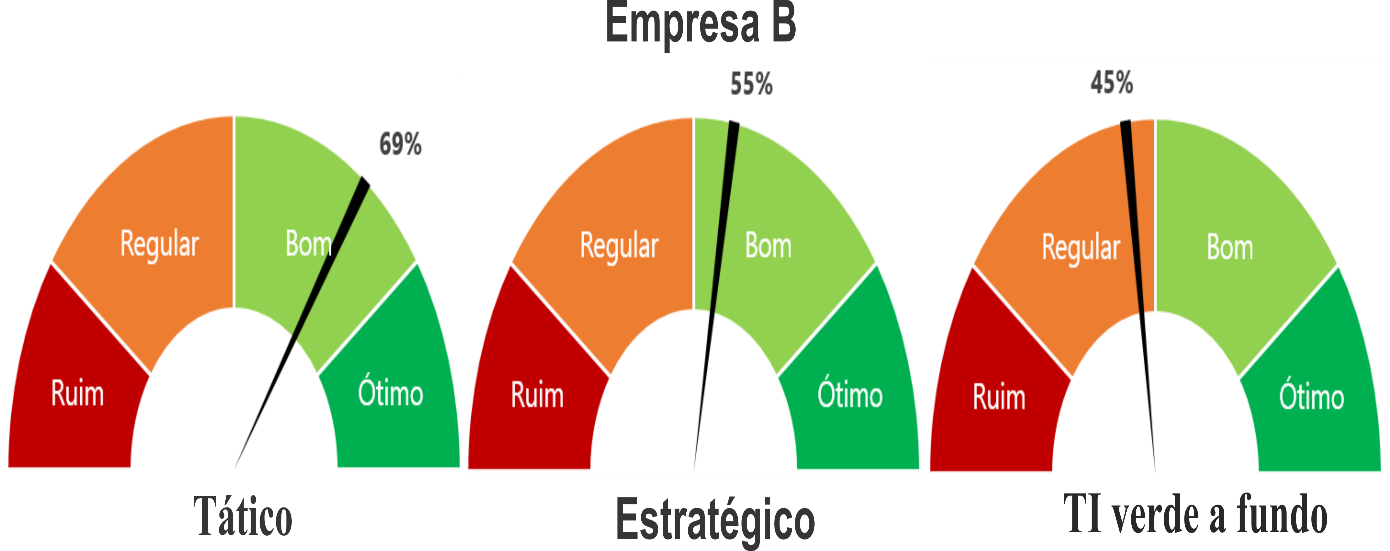 Empresa B
69%
Regular
Bom
Ruim
Ótimo
Tático
55%
Regular
Bom
Ruim
Ótimo
Estratégico
45%
Regular
Bom
Ruim
Ótimo
TI verde a fundo